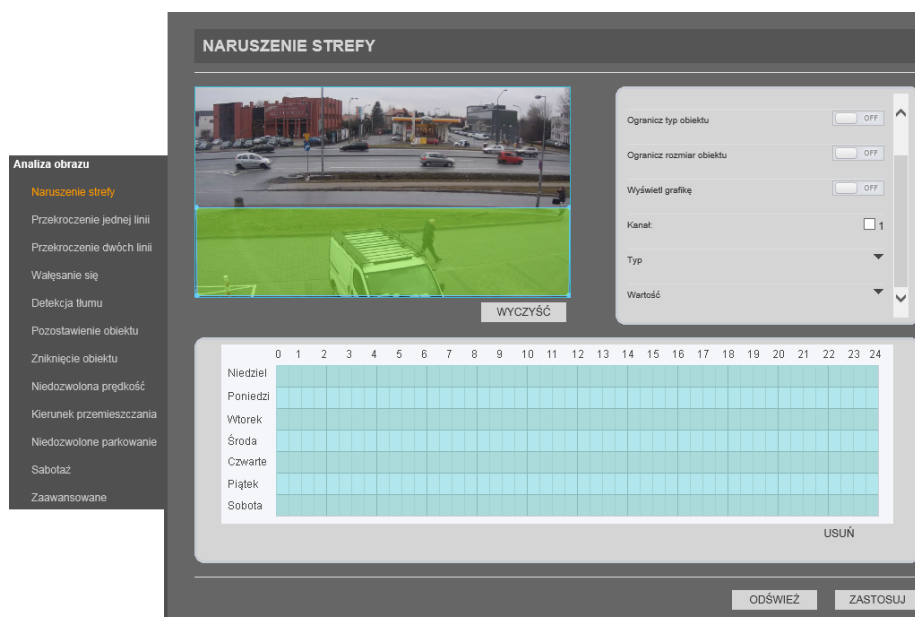 NARUSZENIE STREFY
Analiza obrazu
Naruszenie strefy
Przekroczenie jednej linii
Przekroczenie dwóch linii
Wałęsanie się
Detekcja tłumu
Pozostawienie obiektu
Zniknięcie obiektu
Niedozwolona prędkość
Kierunek przemieszczania
Niedozwolone parkowanie
Sabotaż
Zaawansowane
Ogranicz typ obiektu OFF
Ogranicz rozmiar obiektu OFF
Wyświetl grafikę OFF
Kanał: 1
Typ
Wartość
WYCZYŚĆ
0 1 2 3 4 5 6 7 8 9 10 11 12 13 14 15 16 17 18 19 20 21 22 23 24
Niedziel
Poniedzi
Wtorek
Środa
Czwarte
Piątek
Sobota
USUŃ
ODŚWIEŻ ZASTOSUJ